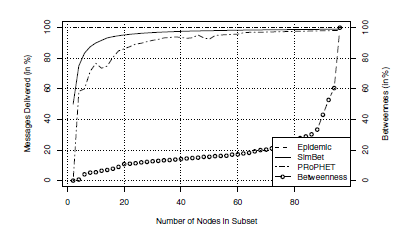 100
80
60
40
20
0
Messages Delivered (in %)
100
80
60
40
20
0
Betweenness (in %)
Epidemic
SimBet
PRoPHET
Betweenness
0 20 40 60 80
Number of Nodes in Subset